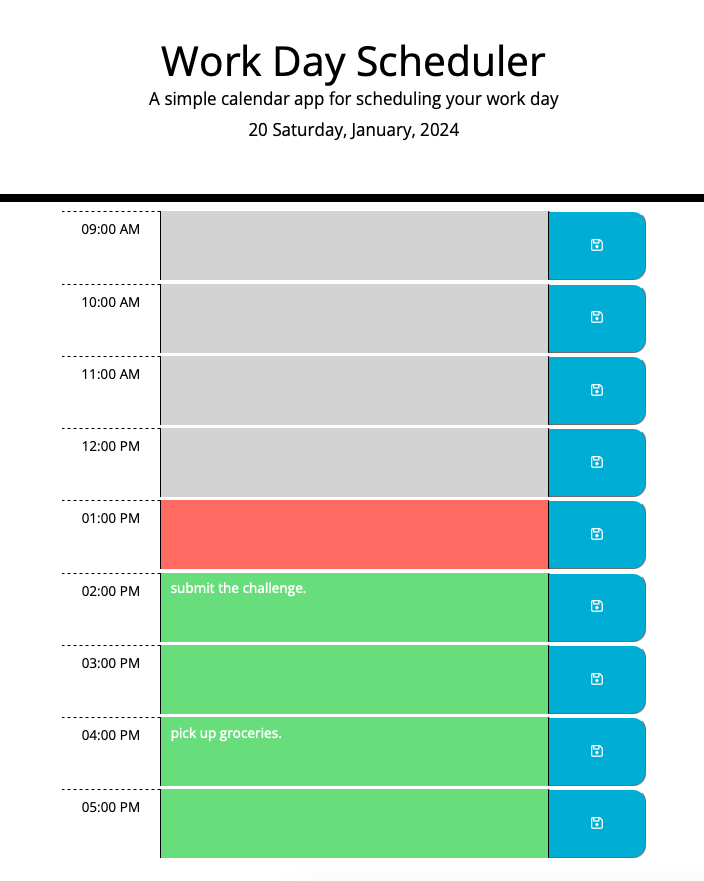 Work Day Scheduler
A simple calendar app for scheduling your work day
20 Saturday, January, 2024
09:00 AM
10:00 AM
11:00 AM
12:00 PM
01:00 PM
02:00 PM submit the challenge.
03:00 PM
04:00 PM pick up groceries.
05:00 PM